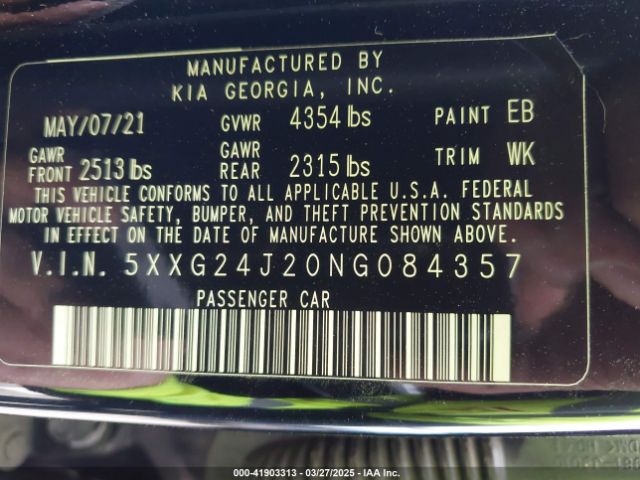 MANUFACTURED BY
KIA GEORGIA, INC.
MAY/07/21 GVWR 4354 lbs PAINT EB
GAWR FRONT 2513 lbs GAWR REAR 2315 lbs TRIM WK
THIS VEHICLE CONFORMS TO ALL APPLICABLE U.S.A. FEDERAL
MOTOR VEHICLE SAFETY, BUMPER, AND THEFT PREVENTION STANDARDS
IN EFFECT ON THE DATE OF MANUFACTURE SHOWN ABOVE.
V.I.N. 5XXG24J20NG084357
PASSENGER CAR
000-41903313 — 03/27/2025 — IAA Inc.